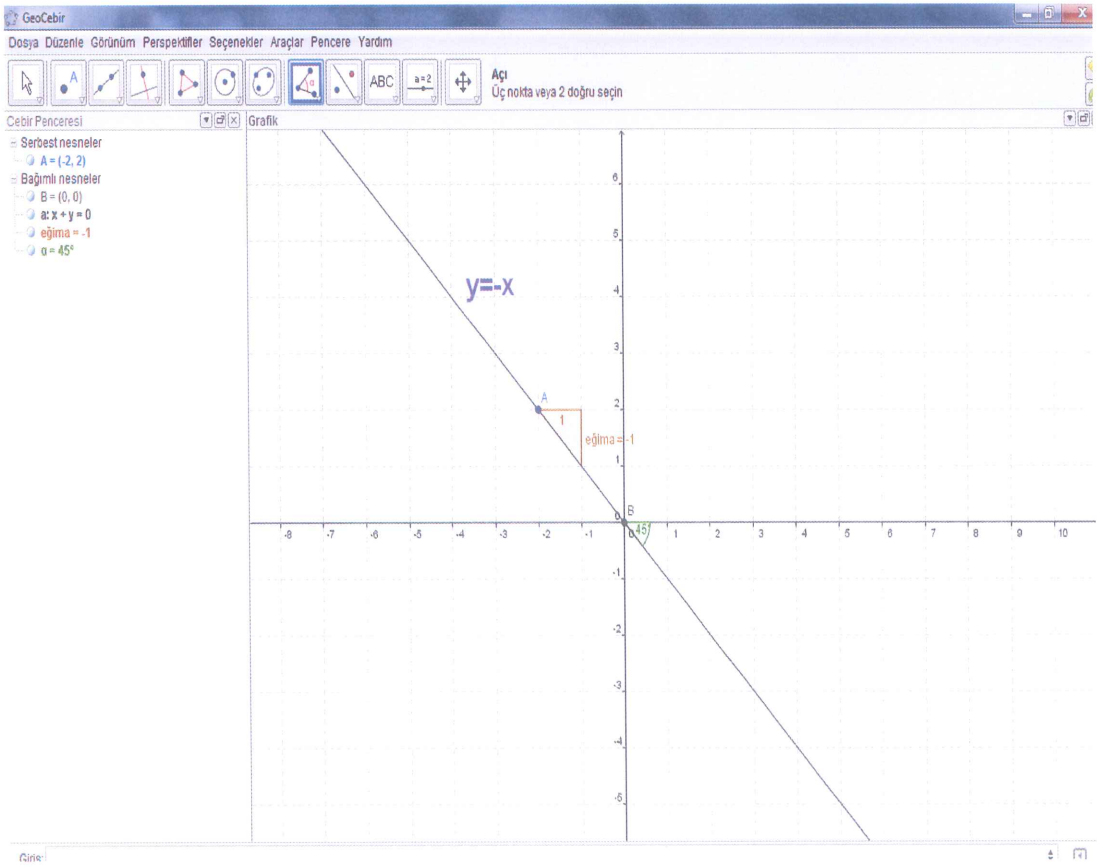 GeoCebir
Dosya Düzenle Görünüm Perspektifler Seçenekler Araçlar Pencere Yardım
A
α
ABC
a=2
Açı
Üç nokta veya 2 doğru seçin
Cebir Penceresi
Grafik
Serbest nesneler
A = (-2, 2)
Bağımlı nesneler
B = (0, 0)
a: x + y = 0
eğima = -1
α = 45°
y=-x
A
1
eğima = -1
B
45°
6
5
4
3
2
1
0
-8 -7 -6 -5 -4 -3 -2 -1 0 1 2 3 4 5 6 7 8 9 10
-1
-2
-3
-4
-5
Giriş: